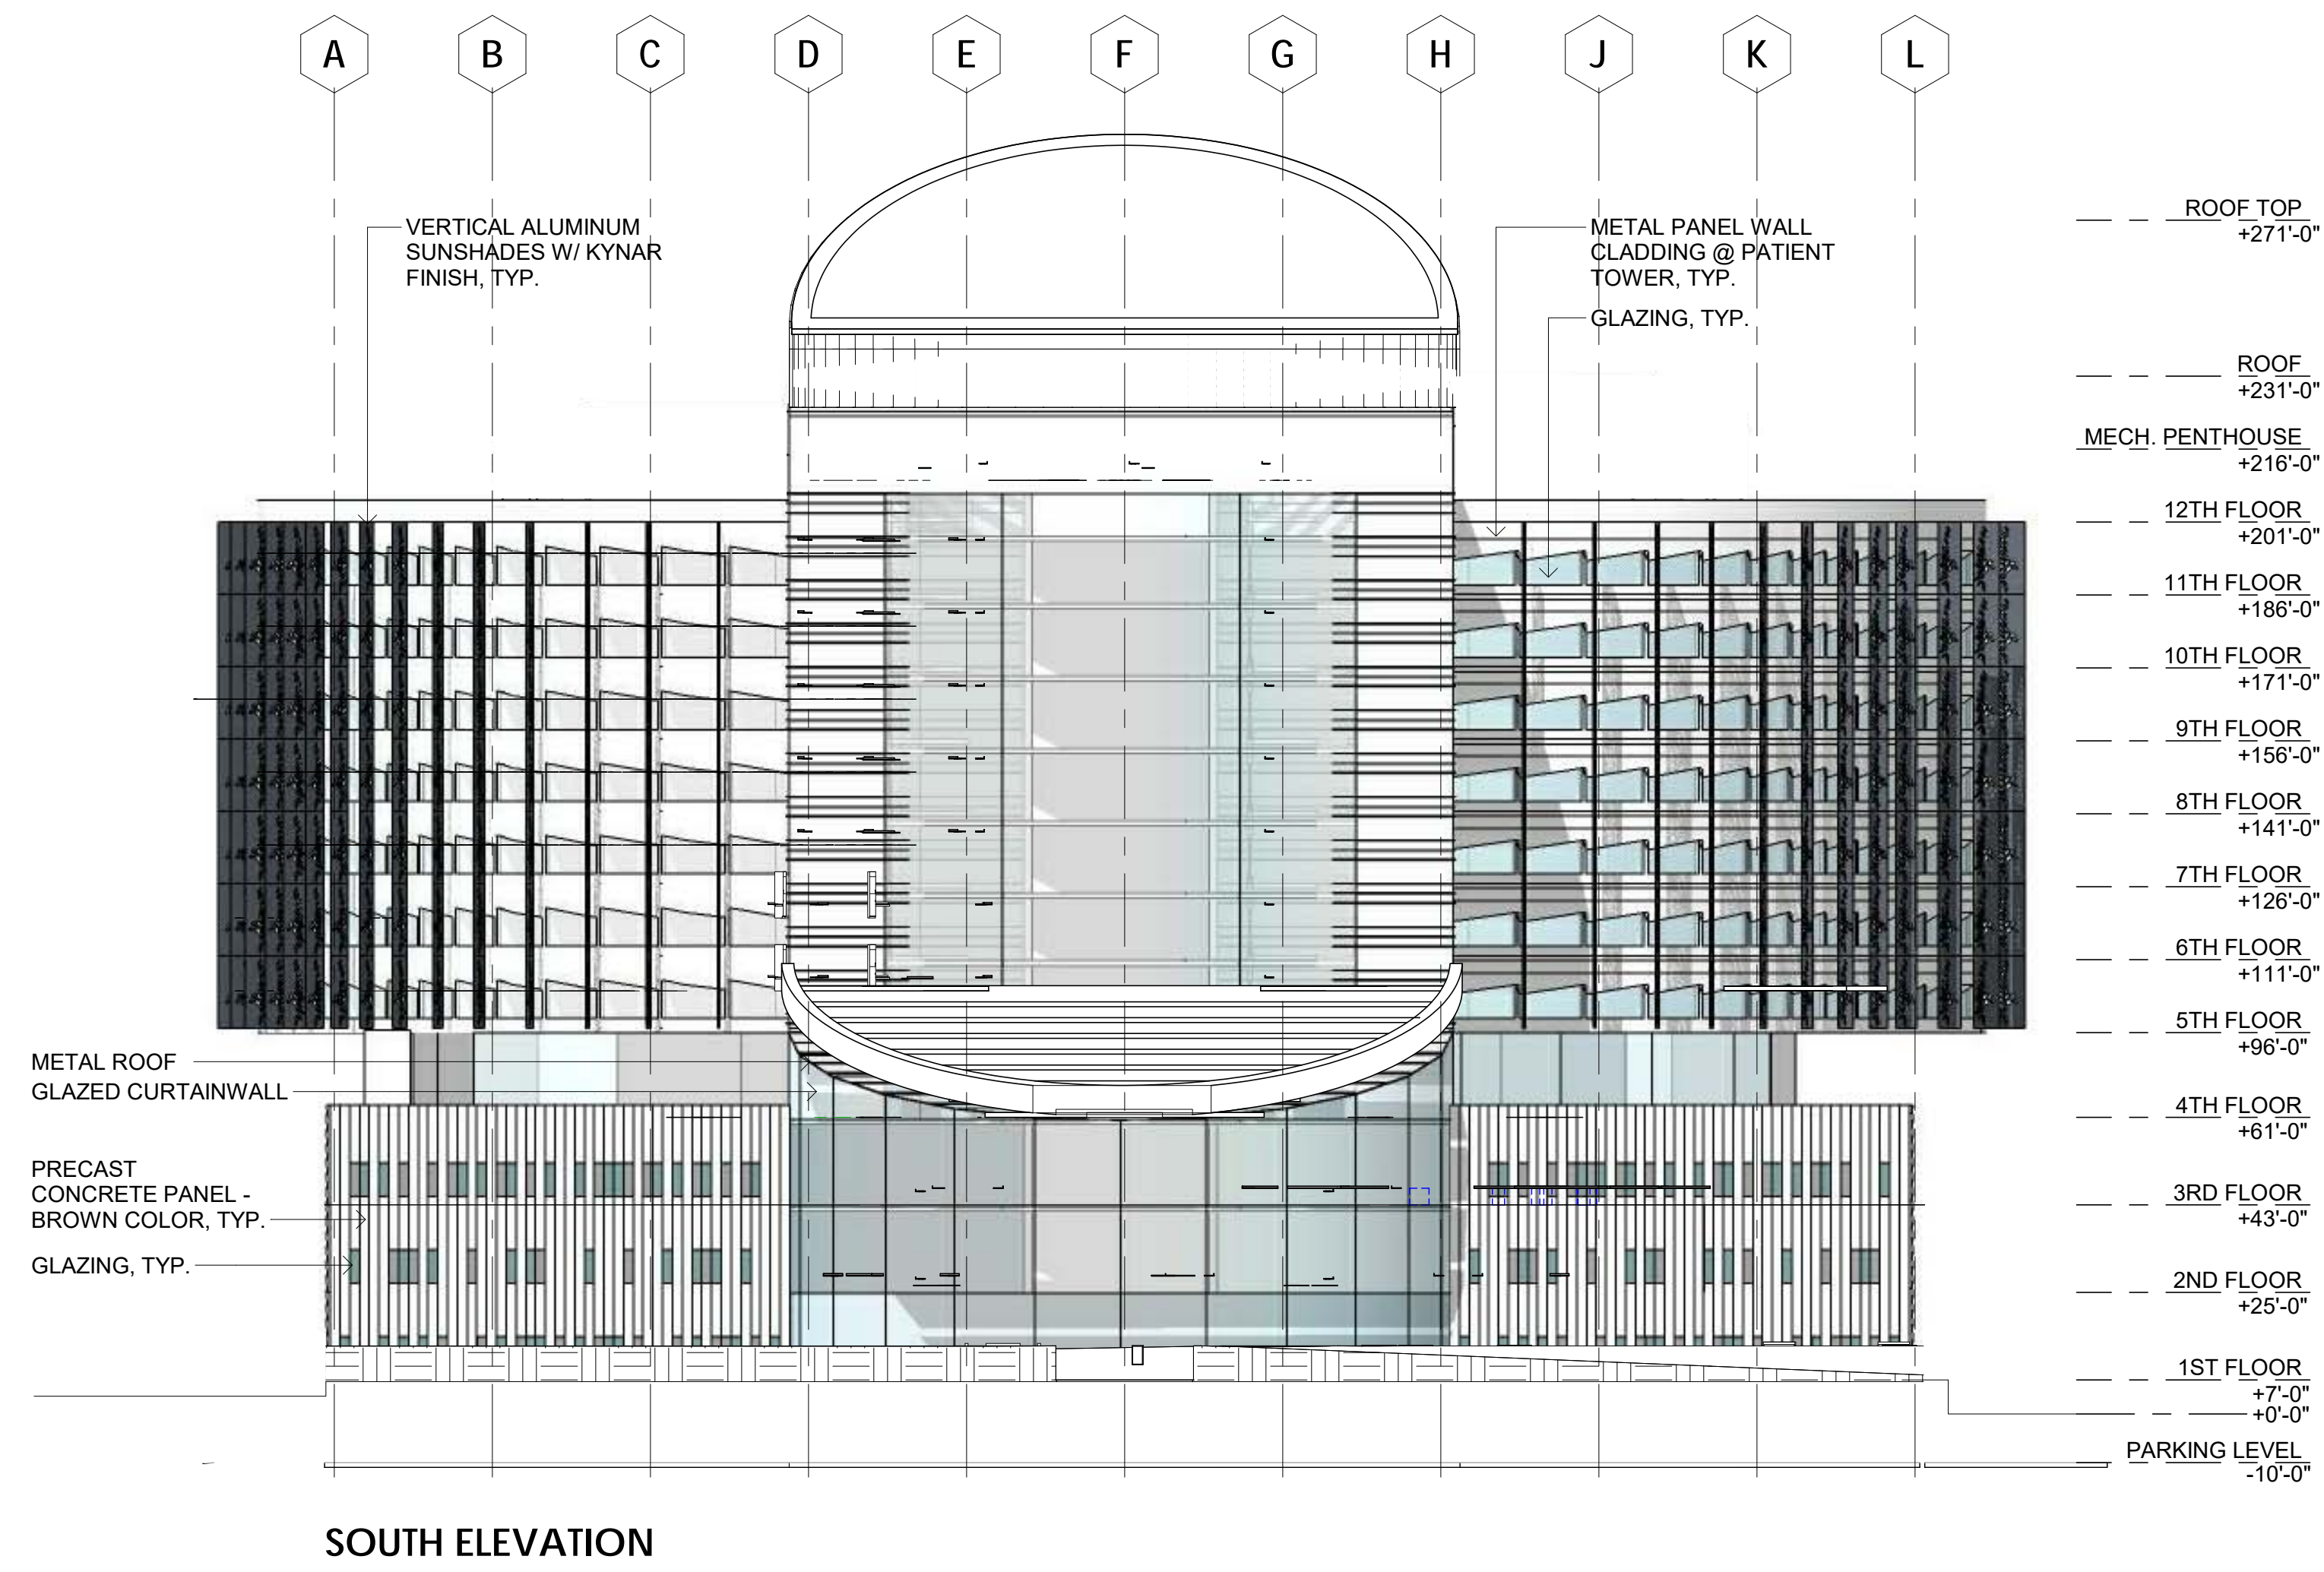 A B C D E F G H J K L
VERTICAL ALUMINUM
SUNSHADES W/ KYNAR
FINISH, TYP.
METAL PANEL WALL
CLADDING @ PATIENT
TOWER, TYP.
GLAZING, TYP.
ROOF TOP
+271'-0"
ROOF
+231'-0"
MECH. PENTHOUSE
+216'-0"
12TH FLOOR
+201'-0"
11TH FLOOR
+186'-0"
10TH FLOOR
+171'-0"
9TH FLOOR
+156'-0"
8TH FLOOR
+141'-0"
7TH FLOOR
+126'-0"
6TH FLOOR
+111'-0"
5TH FLOOR
+96'-0"
4TH FLOOR
+61'-0"
3RD FLOOR
+43'-0"
2ND FLOOR
+25'-0"
1ST FLOOR
+7'-0"
+0'-0"
PARKING LEVEL
-10'-0"
METAL ROOF
GLAZED CURTAINWALL
PRECAST
CONCRETE PANEL -
BROWN COLOR, TYP.
GLAZING, TYP.
SOUTH ELEVATION